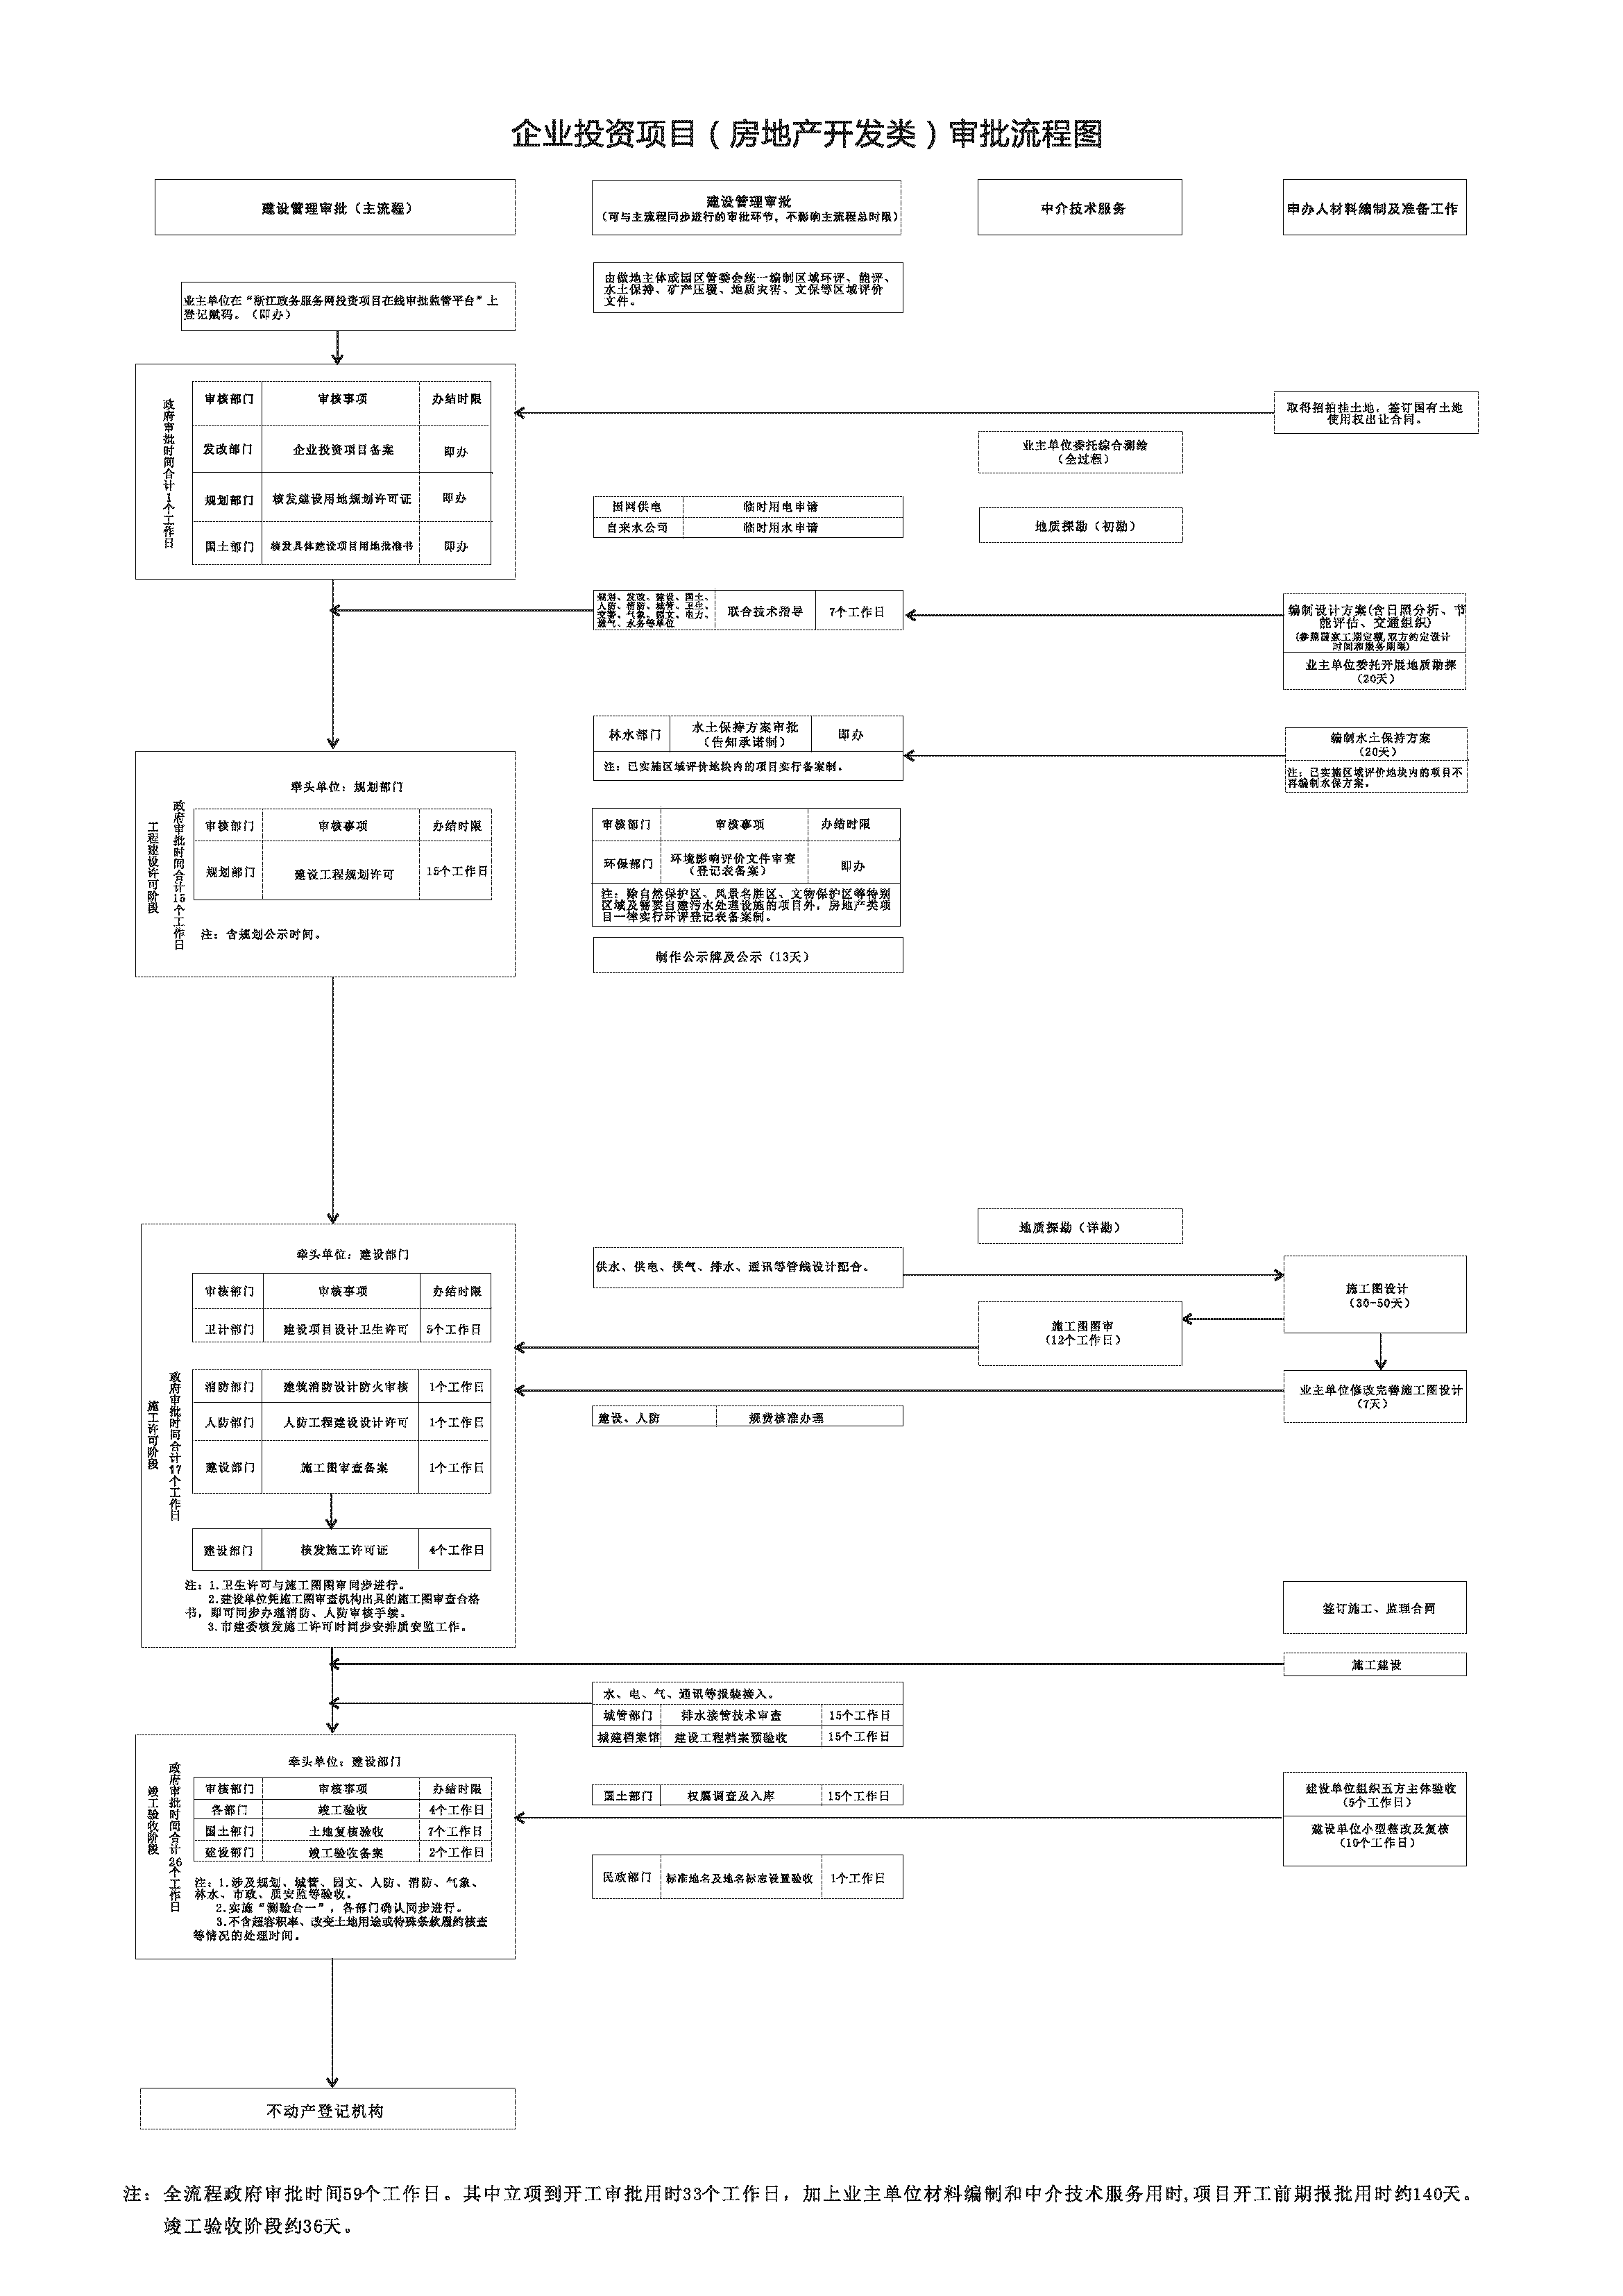 企业投资项目（房地产开发类）审批流程图
建设管理审批（主流程）
建设管理审批
（可与主流程同步进行的审批环节，不影响主流程总时限）
中介技术服务
申办人材料编制及准备工作
由做地主体或园区管委会统一编制区域环评、能评、
水土保持、矿产压覆、地质灾害、文保等区域评价
文件。
业主单位在“浙江政务服务网投资项目在线审批监管平台”上
登记赋码。（即办）
政府审批时间合计1个工作日
审核部门 审核事项 办结时限
发改部门 企业投资项目备案 即办
规划部门 核发建设用地规划许可证 即办
国土部门 核发具体建设项目用地批准书 即办
取得招拍挂土地，签订国有土地
使用权出让合同。
业主单位委托综合测绘
（全过程）
国网供电 临时用电申请
自来水公司 临时用水申请
地质探勘（初勘）
规划、发改、建设、国土、
人防、消防、城管、卫生、
交警、气象、园文、电力、
燃气、水务等单位
联合技术指导 7个工作日
编制设计方案(含日照分析、节
能评估、交通组织)
(参照国家工期定额,双方约定设计
时间和服务期限)
业主单位委托开展地质勘探
（20天）
林水部门 水土保持方案审批
（告知承诺制） 即办
注：已实施区域评价地块内的项目实行备案制。
编制水土保持方案
（20天）
注：已实施区域评价地块内的项目不
再编制水保方案。
工程建设许可阶段
政府审批时间合计15个工作日
牵头单位：规划部门
审核部门 审核事项 办结时限
规划部门 建设工程规划许可 15个工作日
注：含规划公示时间。
审核部门 审核事项 办结时限
环保部门 环境影响评价文件审查
（登记表备案） 即办
注：除自然保护区、风景名胜区、文物保护区等特别
区域及需要自建污水处理设施的项目外，房地产类项
目一律实行环评登记表备案制。
制作公示牌及公示（13天）
地质探勘（详勘）
施工许可阶段
政府审批时间合计17个工作日
牵头单位：建设部门
审核部门 审核事项 办结时限
卫计部门 建设项目设计卫生许可 5个工作日
消防部门 建筑消防设计防火审核 1个工作日
人防部门 人防工程建设设计许可 1个工作日
建设部门 施工图审查备案 1个工作日
建设部门 核发施工许可证 4个工作日
注：1.卫生许可与施工图图审同步进行。
2.建设单位凭施工图审查机构出具的施工图审查合格
书，即可同步办理消防、人防审核手续。
3.市建委核发施工许可时同步安排质安监工作。
供水、供电、供气、排水、通讯等管线设计配合。
施工图设计
（30-50天）
施工图图审
（12个工作日）
业主单位修改完善施工图设计
（7天）
建设、人防 规费核准办理
签订施工、监理合同
施工建设
水、电、气、通讯等报装接入。
城管部门 排水接管技术审查 15个工作日
城建档案馆 建设工程档案预验收 15个工作日
竣工验收阶段
政府审批时间合计26个工作日
牵头单位：建设部门
审核部门 审核事项 办结时限
各部门 竣工验收 4个工作日
国土部门 土地复核验收 7个工作日
建设部门 竣工验收备案 2个工作日
注：1.涉及规划、城管、园文、人防、消防、气象、
林水、市政、质安监等验收。
2.实施“测验合一”，各部门确认同步进行。
3.不含超容积率、改变土地用途或特殊条款履约核查
等情况的处理时间。
国土部门 权属调查及入库 15个工作日
建设单位组织五方主体验收
（5个工作日）
建设单位小型整改及复核
（10个工作日）
民政部门 标准地名及地名标志设置验收 1个工作日
不动产登记机构
注：全流程政府审批时间59个工作日。其中立项到开工审批用时33个工作日，加上业主单位材料编制和中介技术服务用时,项目开工前期报批用时约140天。
竣工验收阶段约36天。